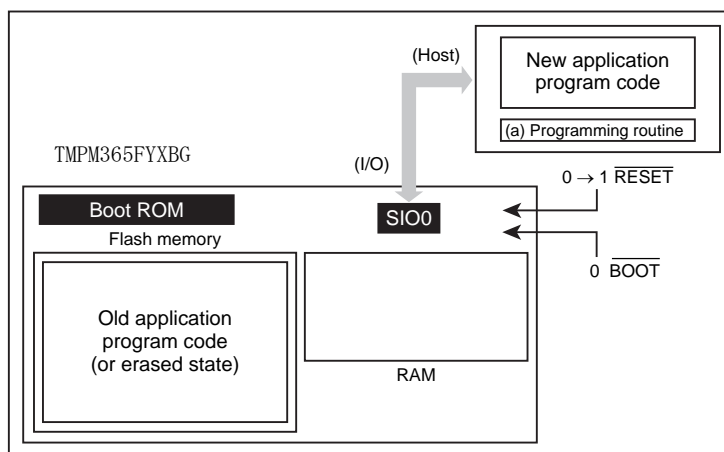 (Host)
New application
program code
(a) Programming routine
TMPM365FYXBG
(I/O)
0 → 1 RESET
Boot ROM
SIO0
Flash memory
0 BOOT
Old application
program code
(or erased state)
RAM